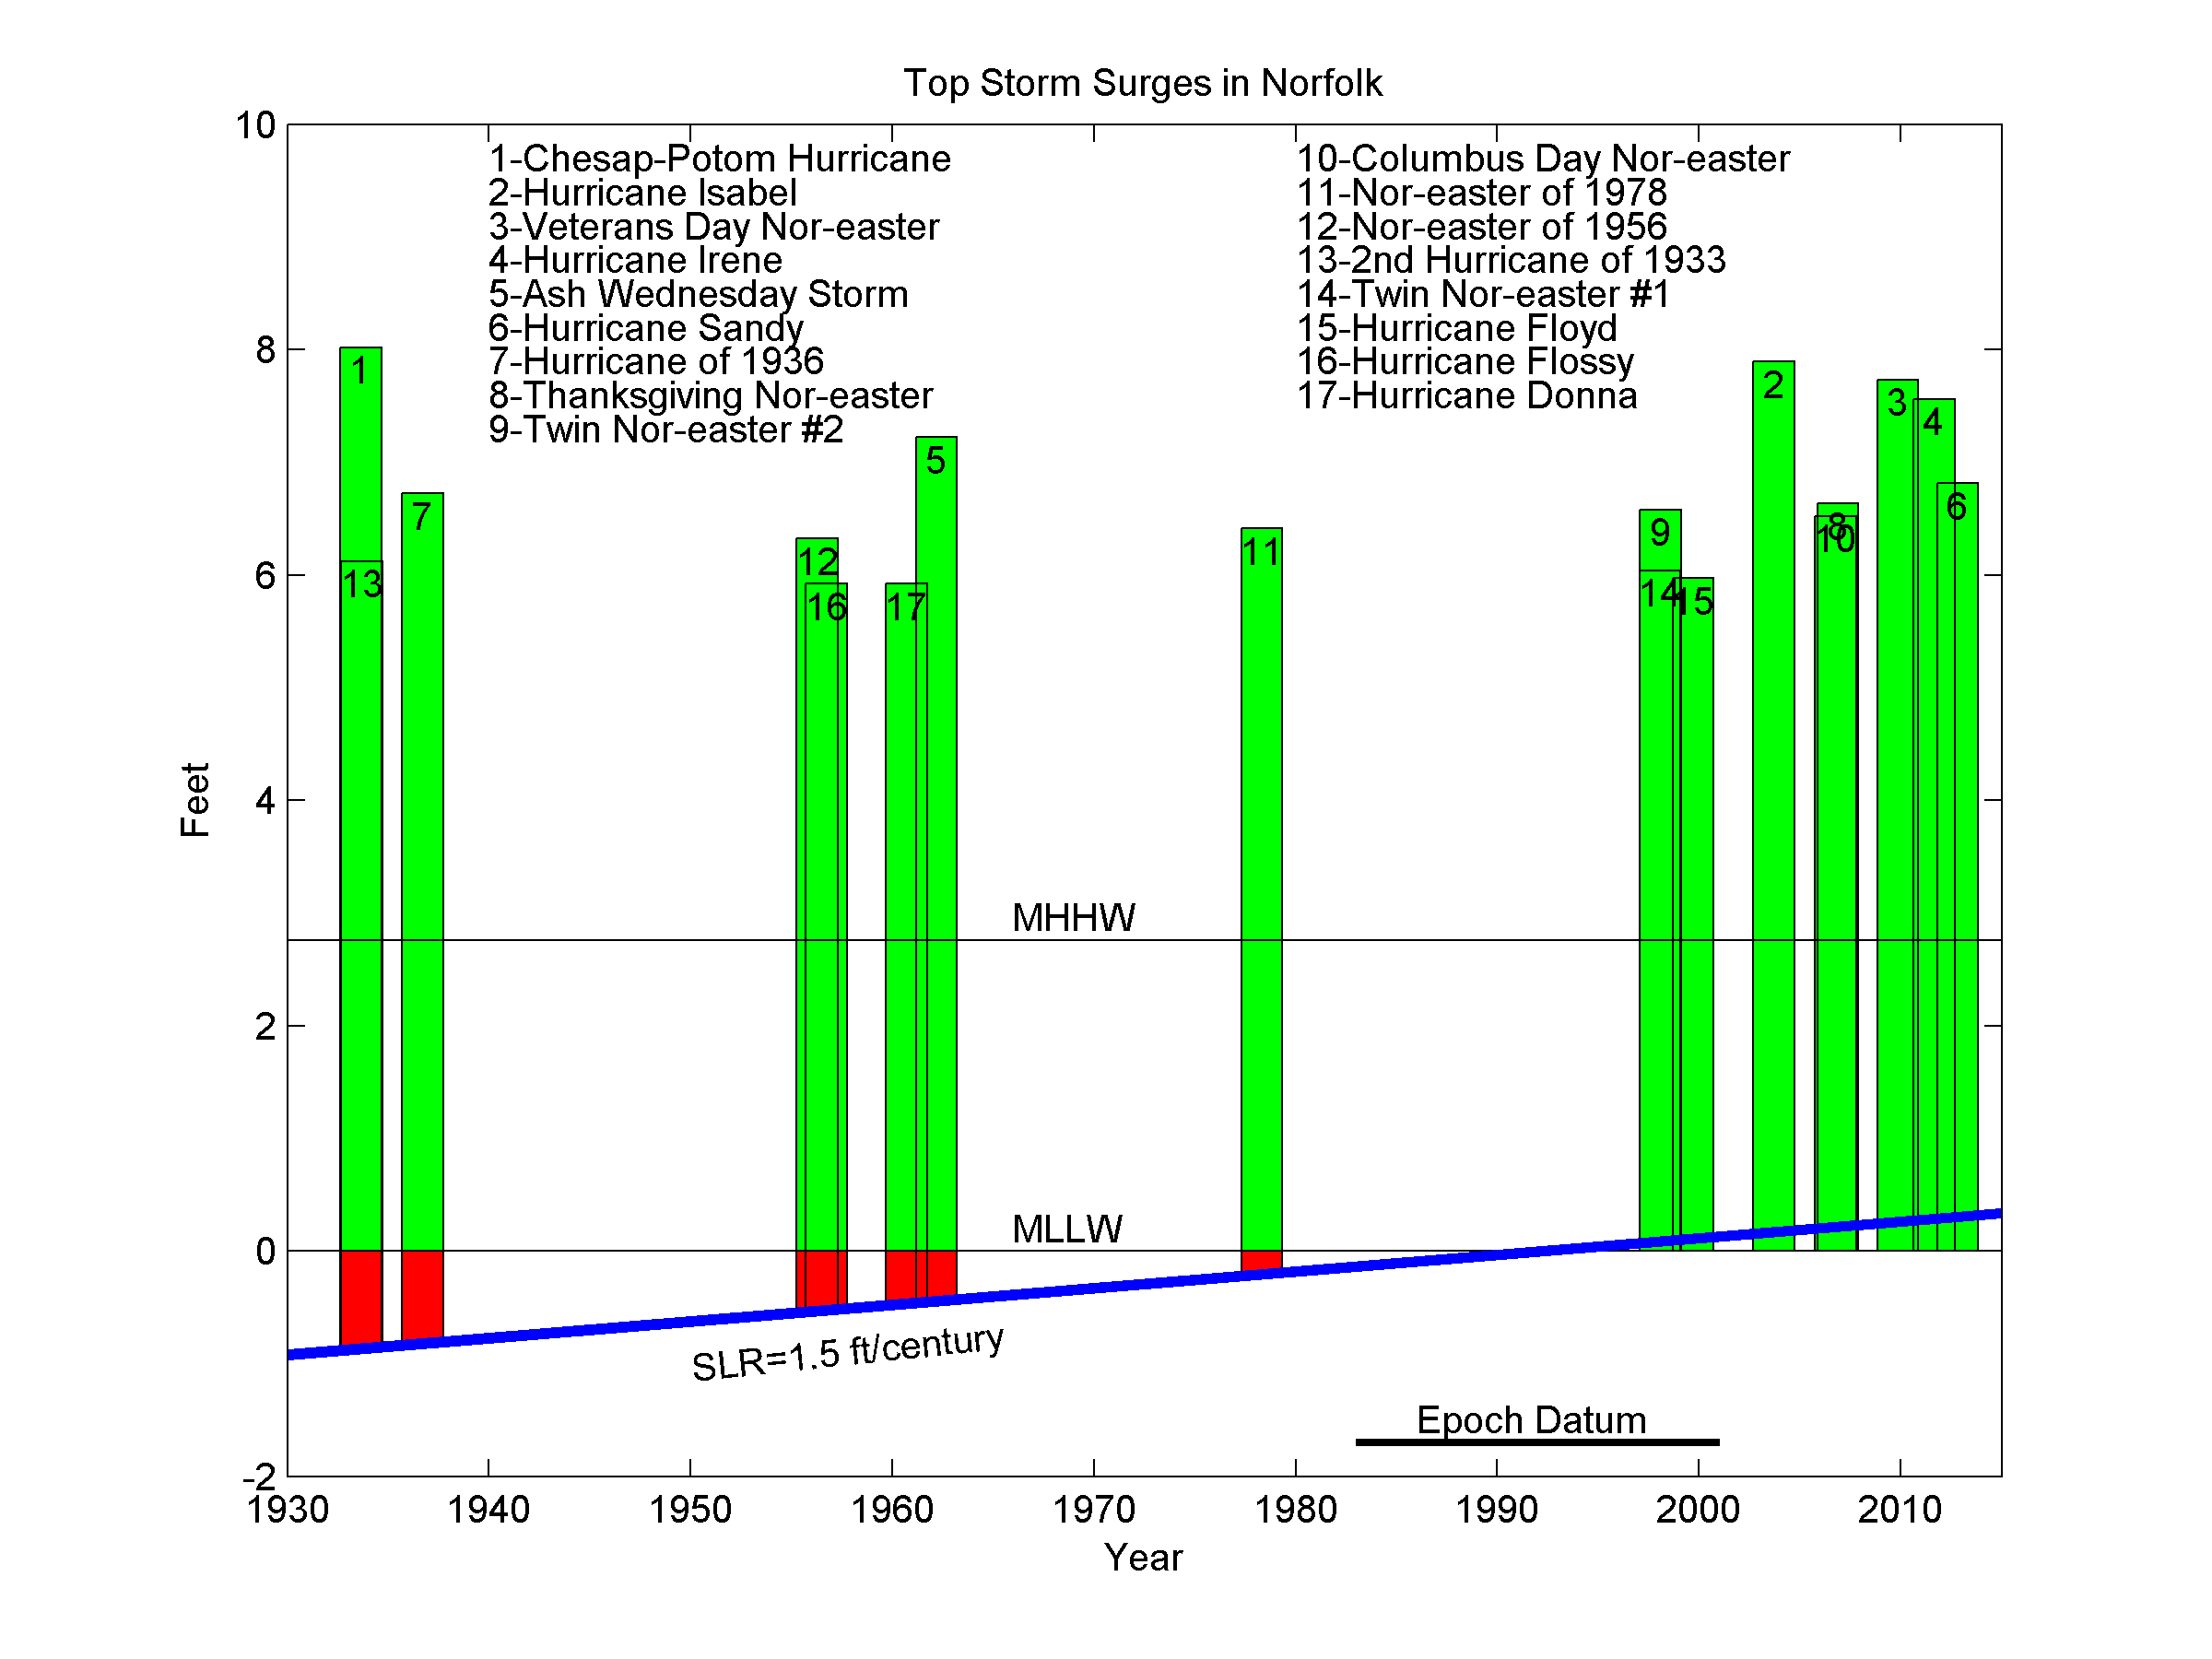 Top Storm Surges in Norfolk
10
1-Chesap-Potom Hurricane
2-Hurricane Isabel
3-Veterans Day Nor-easter
4-Hurricane Irene
5-Ash Wednesday Storm
6-Hurricane Sandy
7-Hurricane of 1936
8-Thanksgiving Nor-easter
9-Twin Nor-easter #2
10-Columbus Day Nor-easter
11-Nor-easter of 1978
12-Nor-easter of 1956
13-2nd Hurricane of 1933
14-Twin Nor-easter #1
15-Hurricane Floyd
16-Hurricane Flossy
17-Hurricane Donna
8
6
4
2
0
-2
Feet
1
13
7
12
16
17
5
11
9
14
15
2
8
10
3
4
6
MHHW
MLLW
SLR=1.5 ft/century
Epoch Datum
1930 1940 1950 1960 1970 1980 1990 2000 2010
Year